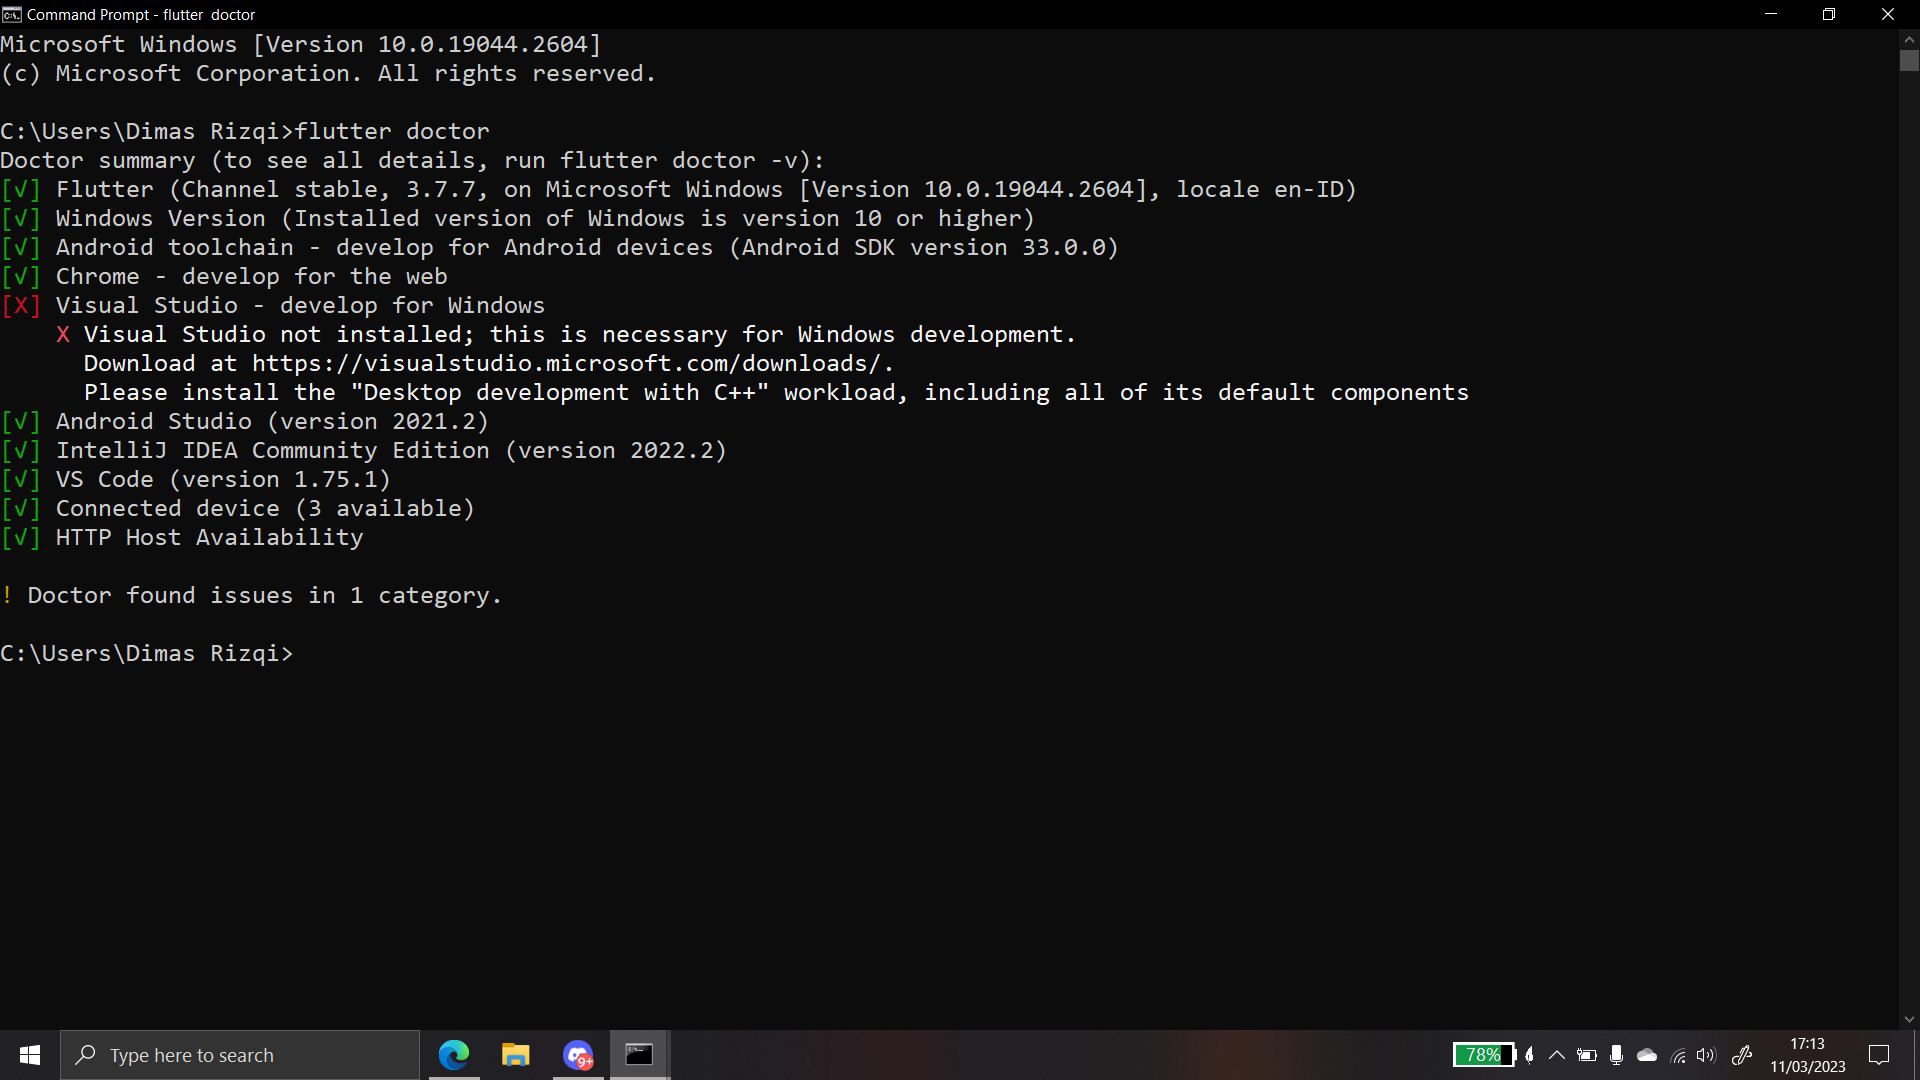 Command Prompt - flutter  doctor
Microsoft Windows [Version 10.0.19044.2604]
(c) Microsoft Corporation. All rights reserved.
C:\Users\Dimas Rizqi>flutter doctor
Doctor summary (to see all details, run flutter doctor -v):
[√] Flutter (Channel stable, 3.7.7, on Microsoft Windows [Version 10.0.19044.2604], locale en-ID)
[√] Windows Version (Installed version of Windows is version 10 or higher)
[√] Android toolchain - develop for Android devices (Android SDK version 33.0.0)
[√] Chrome - develop for the web
[X] Visual Studio - develop for Windows
X Visual Studio not installed; this is necessary for Windows development.
Download at https://visualstudio.microsoft.com/downloads/.
Please install the "Desktop development with C++" workload, including all of its default components
[√] Android Studio (version 2021.2)
[√] IntelliJ IDEA Community Edition (version 2022.2)
[√] VS Code (version 1.75.1)
[√] Connected device (3 available)
[√] HTTP Host Availability
! Doctor found issues in 1 category.
C:\Users\Dimas Rizqi>
Type here to search
9+
78%
17:13
11/03/2023